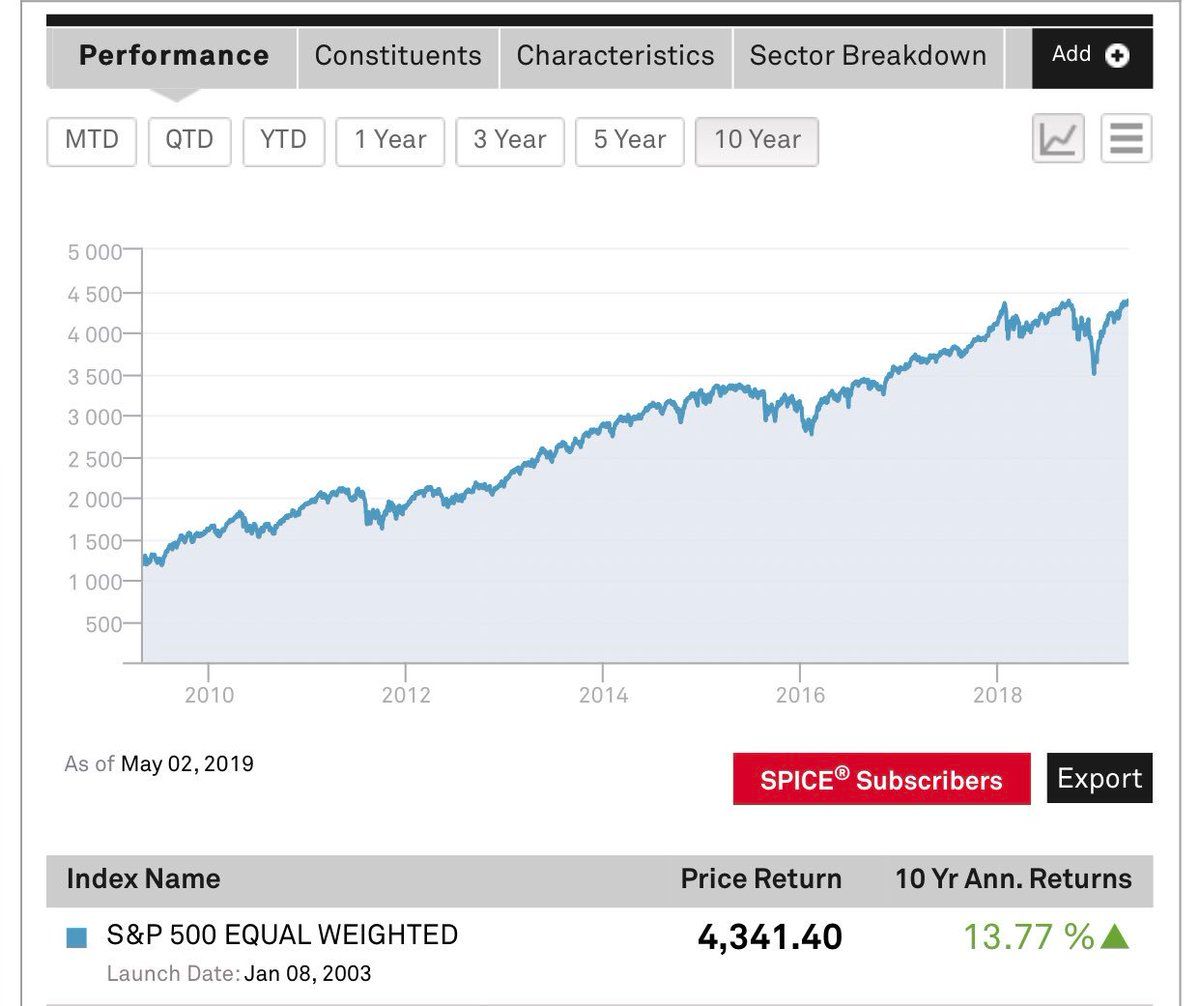 Performance Constituents Characteristics Sector Breakdown Add
MTD QTD YTD 1 Year 3 Year 5 Year 10 Year
5 000
4 500
4 000
3 500
3 000
2 500
2 000
1 500
1 000
500
2010 2012 2014 2016 2018
As of May 02, 2019
SPICE® Subscribers Export
Index Name Price Return 10 Yr Ann. Returns
S&P 500 EQUAL WEIGHTED 4,341.40 13.77 %
Launch Date: Jan 08, 2003